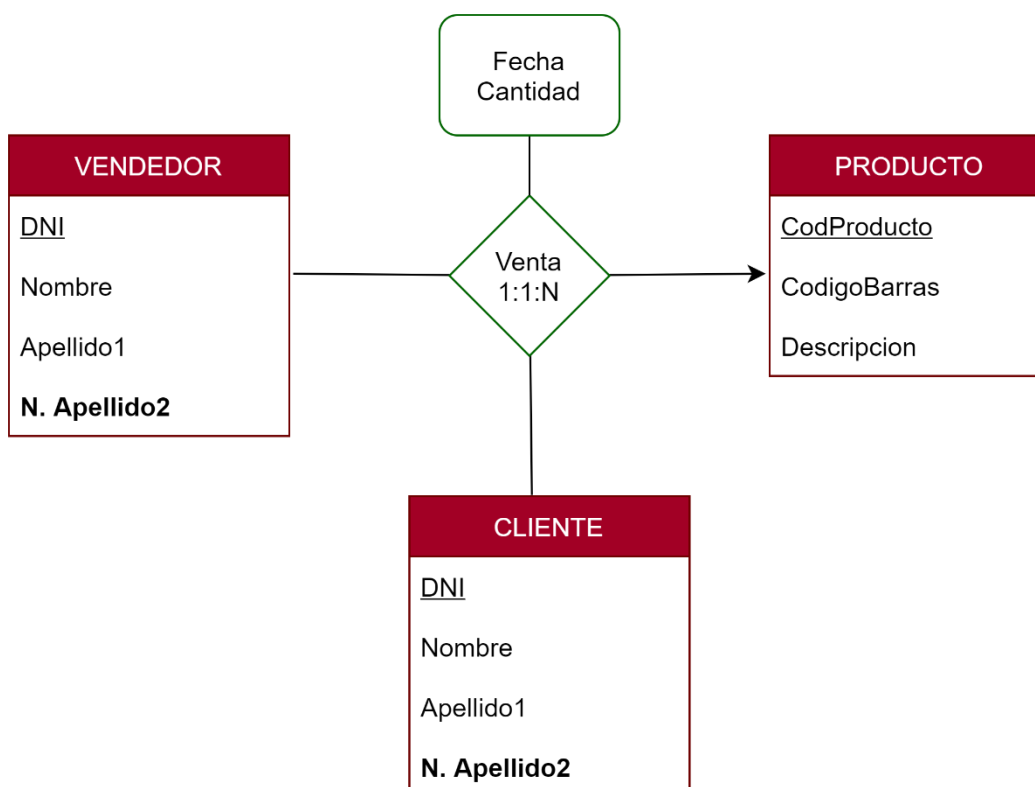 Fecha
Cantidad
VENDEDOR
DNI
Nombre
Apellido1
N. Apellido2
Venta
1:1:N
PRODUCTO
CodProducto
CodigoBarras
Descripcion
CLIENTE
DNI
Nombre
Apellido1
N. Apellido2